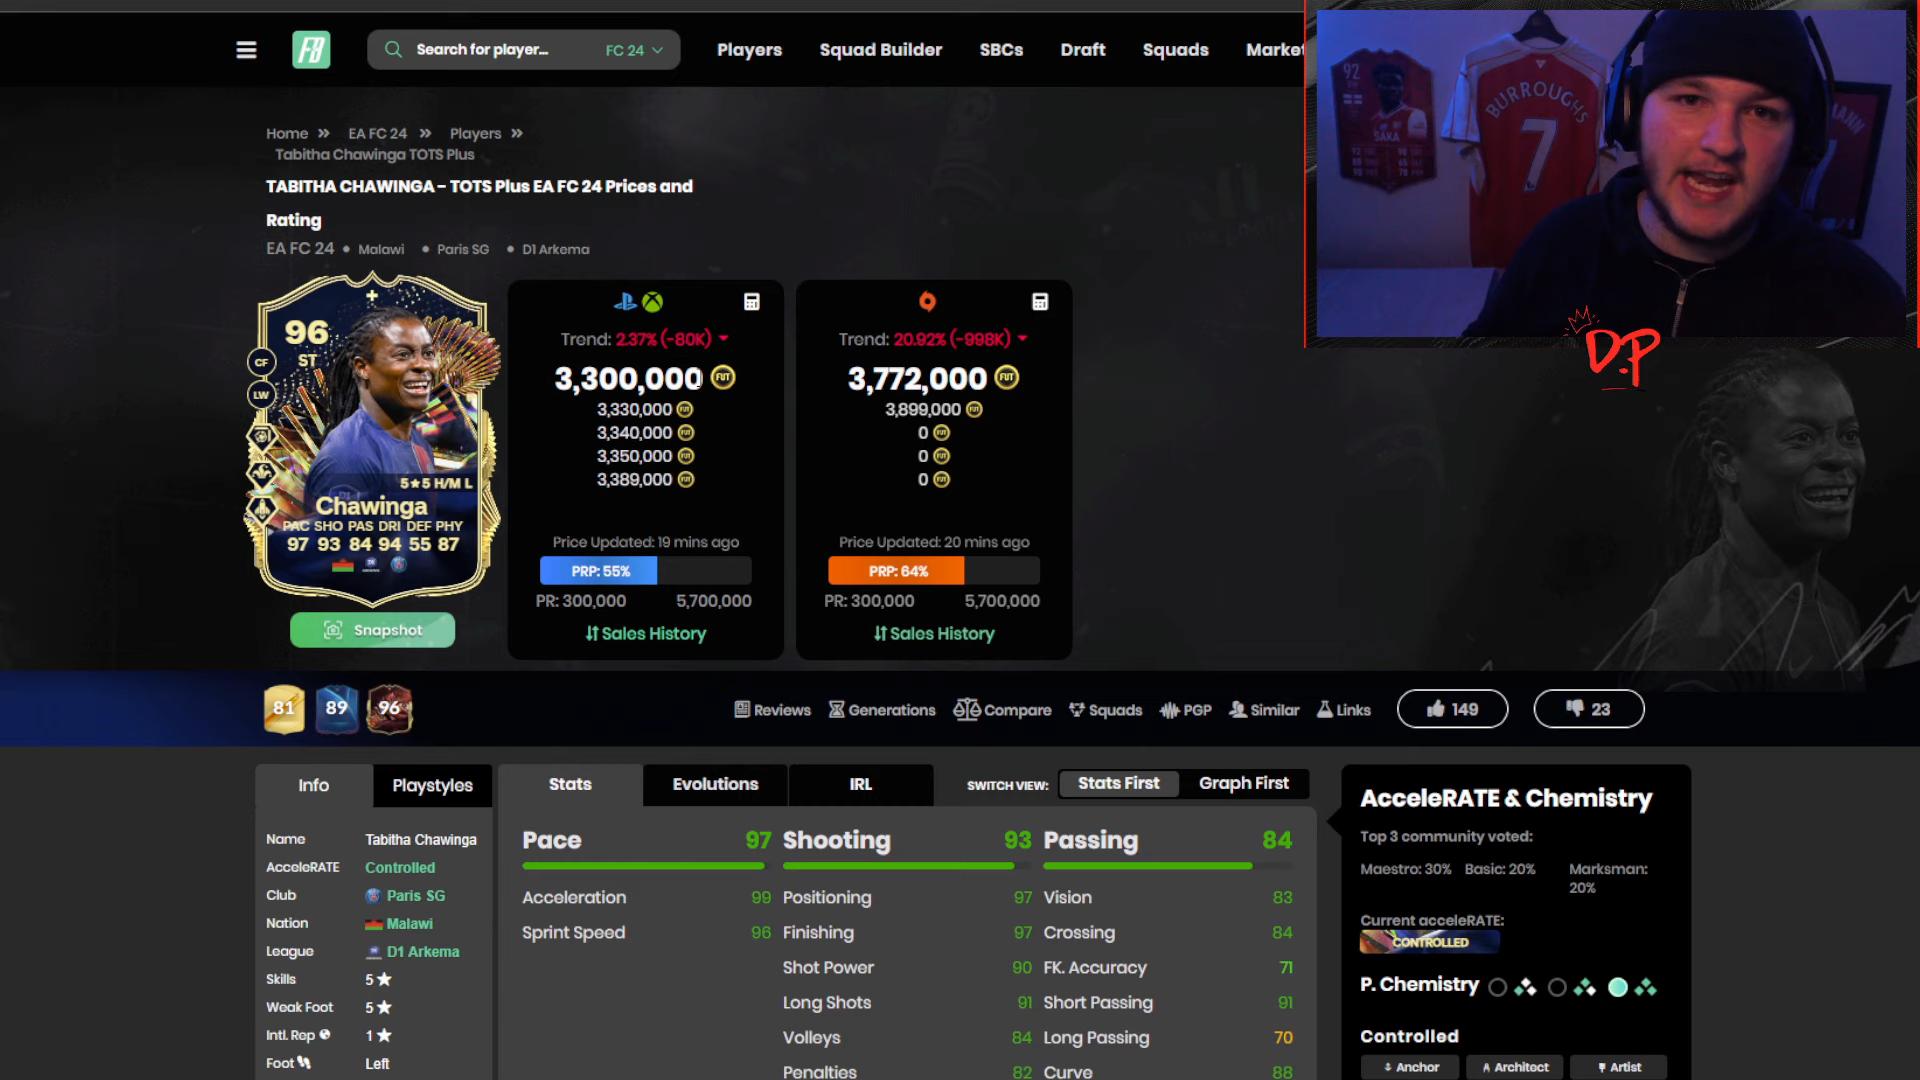 Search for player...
FC 24
Players
Squad Builder
SBCs
Draft
Squads
Market
Home » EA FC 24 » Players »
Tabitha Chawinga TOTS Plus
TABITHA CHAWINGA - TOTS Plus EA FC 24 Prices and
Rating
EA FC 24 • Malawi • Paris SG • D1 Arkema
96
ST
CF
LW
5★5 H/M L
Chawinga
PAC SHO PAS DRI DEF PHY
97 93 84 94 55 87
Snapshot
Trend: 2.37% (-80K)
3,300,000
3,330,000
3,340,000
3,350,000
3,389,000
Price Updated: 19 mins ago
PRP: 55%
PR: 300,000 5,700,000
Sales History
Trend: 20.92% (-998K)
3,772,000
3,899,000
0
0
0
Price Updated: 20 mins ago
PRP: 64%
PR: 300,000 5,700,000
Sales History
92
SAKA
BURROUGHS
7
D.P
81
89
96
Reviews
Generations
Compare
Squads
PGP
Similar
Links
149
23
Info
Playstyles
Name Tabitha Chawinga
AcceleRATE Controlled
Club Paris SG
Nation Malawi
League D1 Arkema
Skills 5★
Weak Foot 5★
Intl. Rep 1★
Foot Left
Stats
Evolutions
IRL
SWITCH VIEW:
Stats First
Graph First
Pace 97
Acceleration 99
Sprint Speed 96
Shooting 93
Positioning 97
Finishing 97
Shot Power 90
Long Shots 91
Volleys 84
Penalties 82
Passing 84
Vision 83
Crossing 84
FK. Accuracy 71
Short Passing 91
Long Passing 70
Curve 88
AcceleRATE & Chemistry
Top 3 community voted:
Maestro: 30% Basic: 20% Marksman:
20%
Current acceleRATE:
CONTROLLED
P. Chemistry
Controlled
Anchor
Architect
Artist